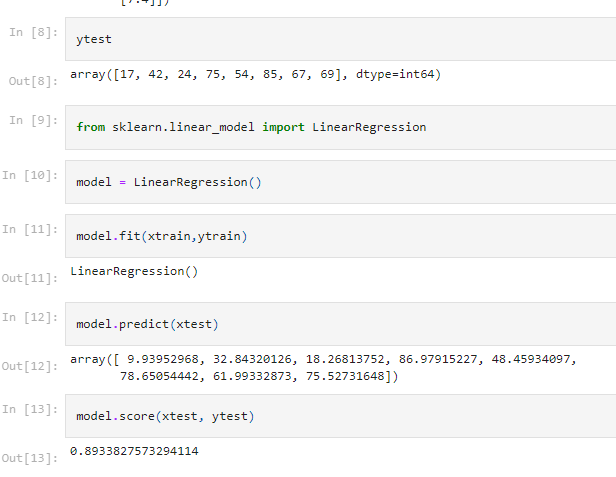 [7.4]])
In [8]:
ytest
Out[8]:
array([17, 42, 24, 75, 54, 85, 67, 69], dtype=int64)
In [9]:
from sklearn.linear_model import LinearRegression
In [10]:
model = LinearRegression()
In [11]:
model.fit(xtrain,ytrain)
Out[11]:
LinearRegression()
In [12]:
model.predict(xtest)
Out[12]:
array([ 9.93952968, 32.84320126, 18.26813752, 86.97915227, 48.45934097,
78.65054442, 61.99332873, 75.52731648])
In [13]:
model.score(xtest, ytest)
Out[13]:
0.8933827573294114